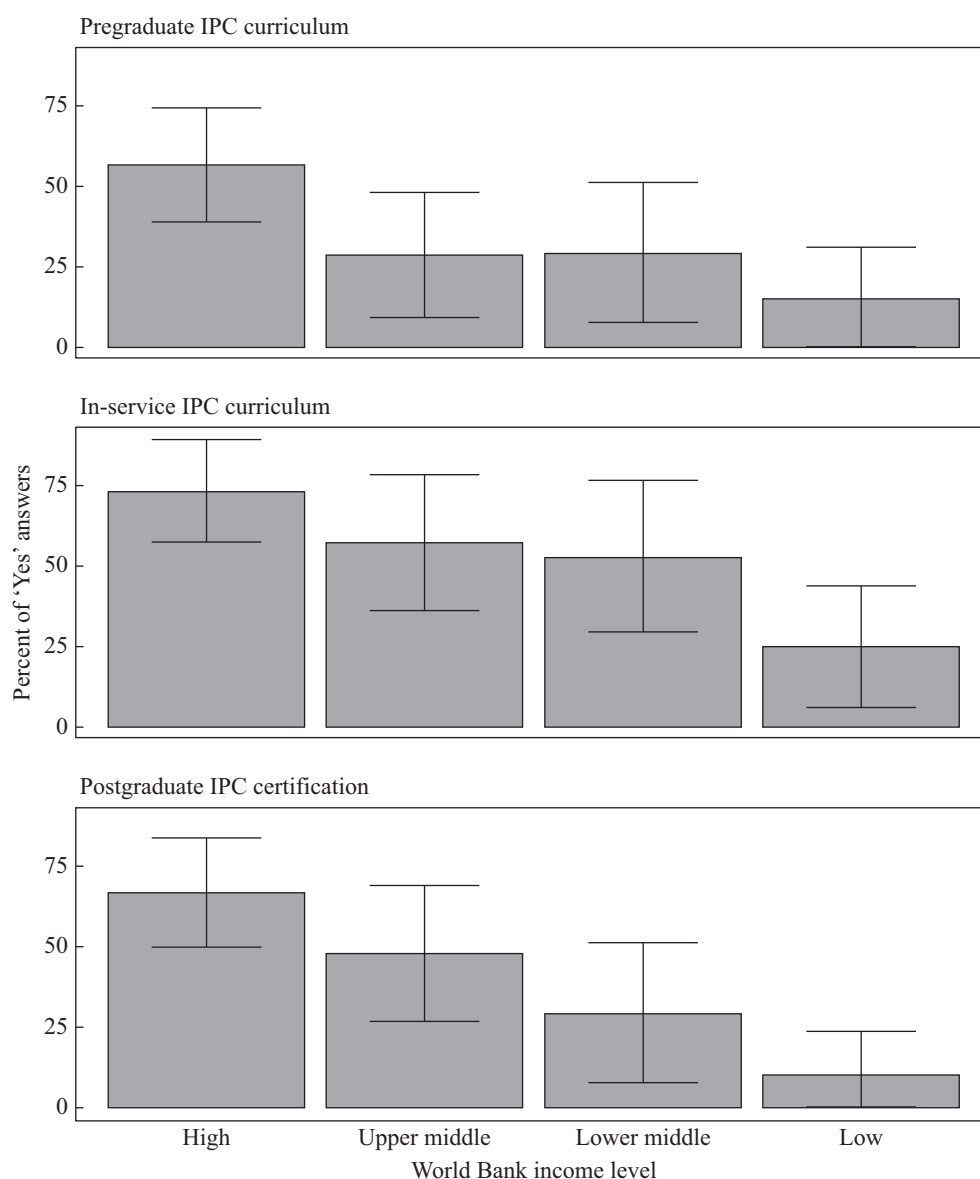 Pregraduate IPC curriculum
75
50
25
0
In-service IPC curriculum
75
50
25
0
Percent of ‘Yes’ answers
Postgraduate IPC certification
75
50
25
0
High Upper middle Lower middle Low
World Bank income level